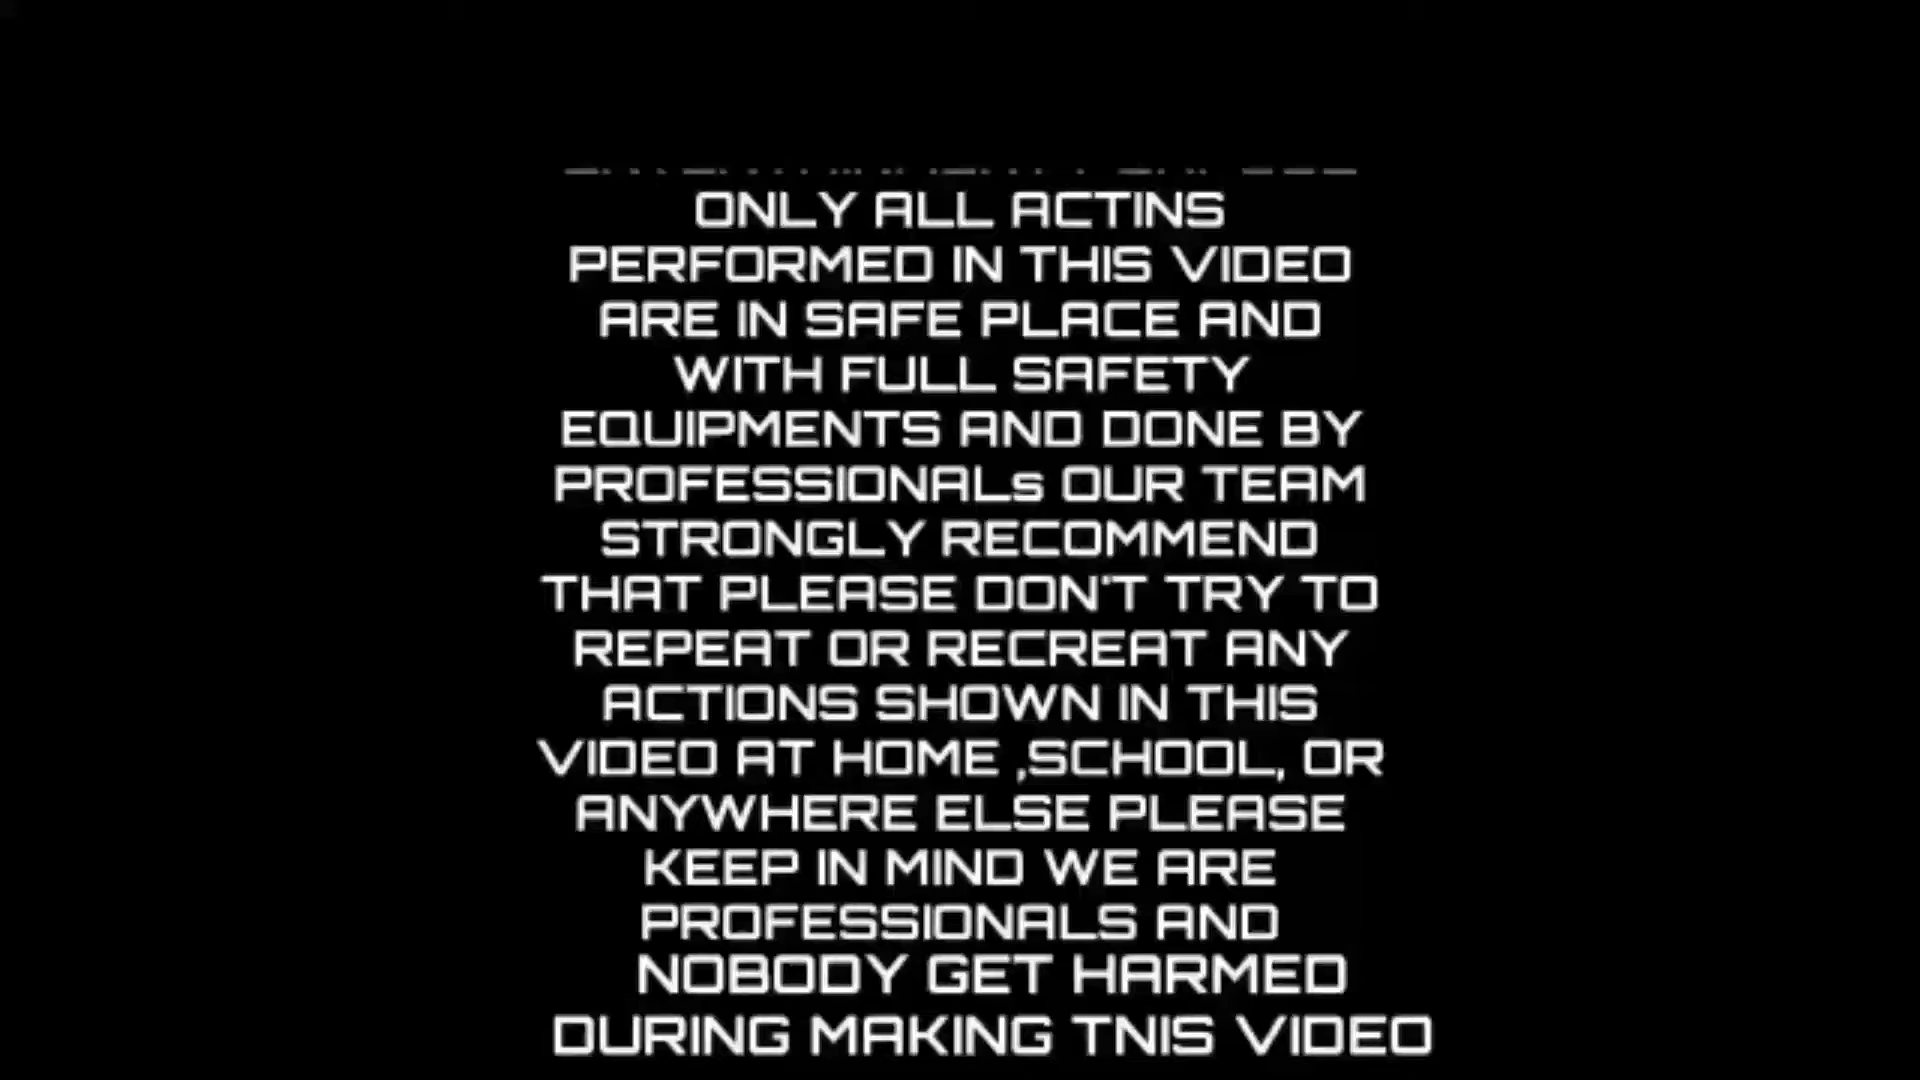 ONLY ALL ACTINS
PERFORMED IN THIS VIDEO
ARE IN SAFE PLACE AND
WITH FULL SAFETY
EQUIPMENTS AND DONE BY
PROFESSIONALs OUR TEAM
STRONGLY RECOMMEND
THAT PLEASE DON'T TRY TO
REPEAT OR RECREAT ANY
ACTIONS SHOWN IN THIS
VIDEO AT HOME ,SCHOOL, OR
ANYWHERE ELSE PLEASE
KEEP IN MIND WE ARE
PROFESSIONALS AND
NOBODY GET HARMED
DURING MAKING TNIS VIDEO